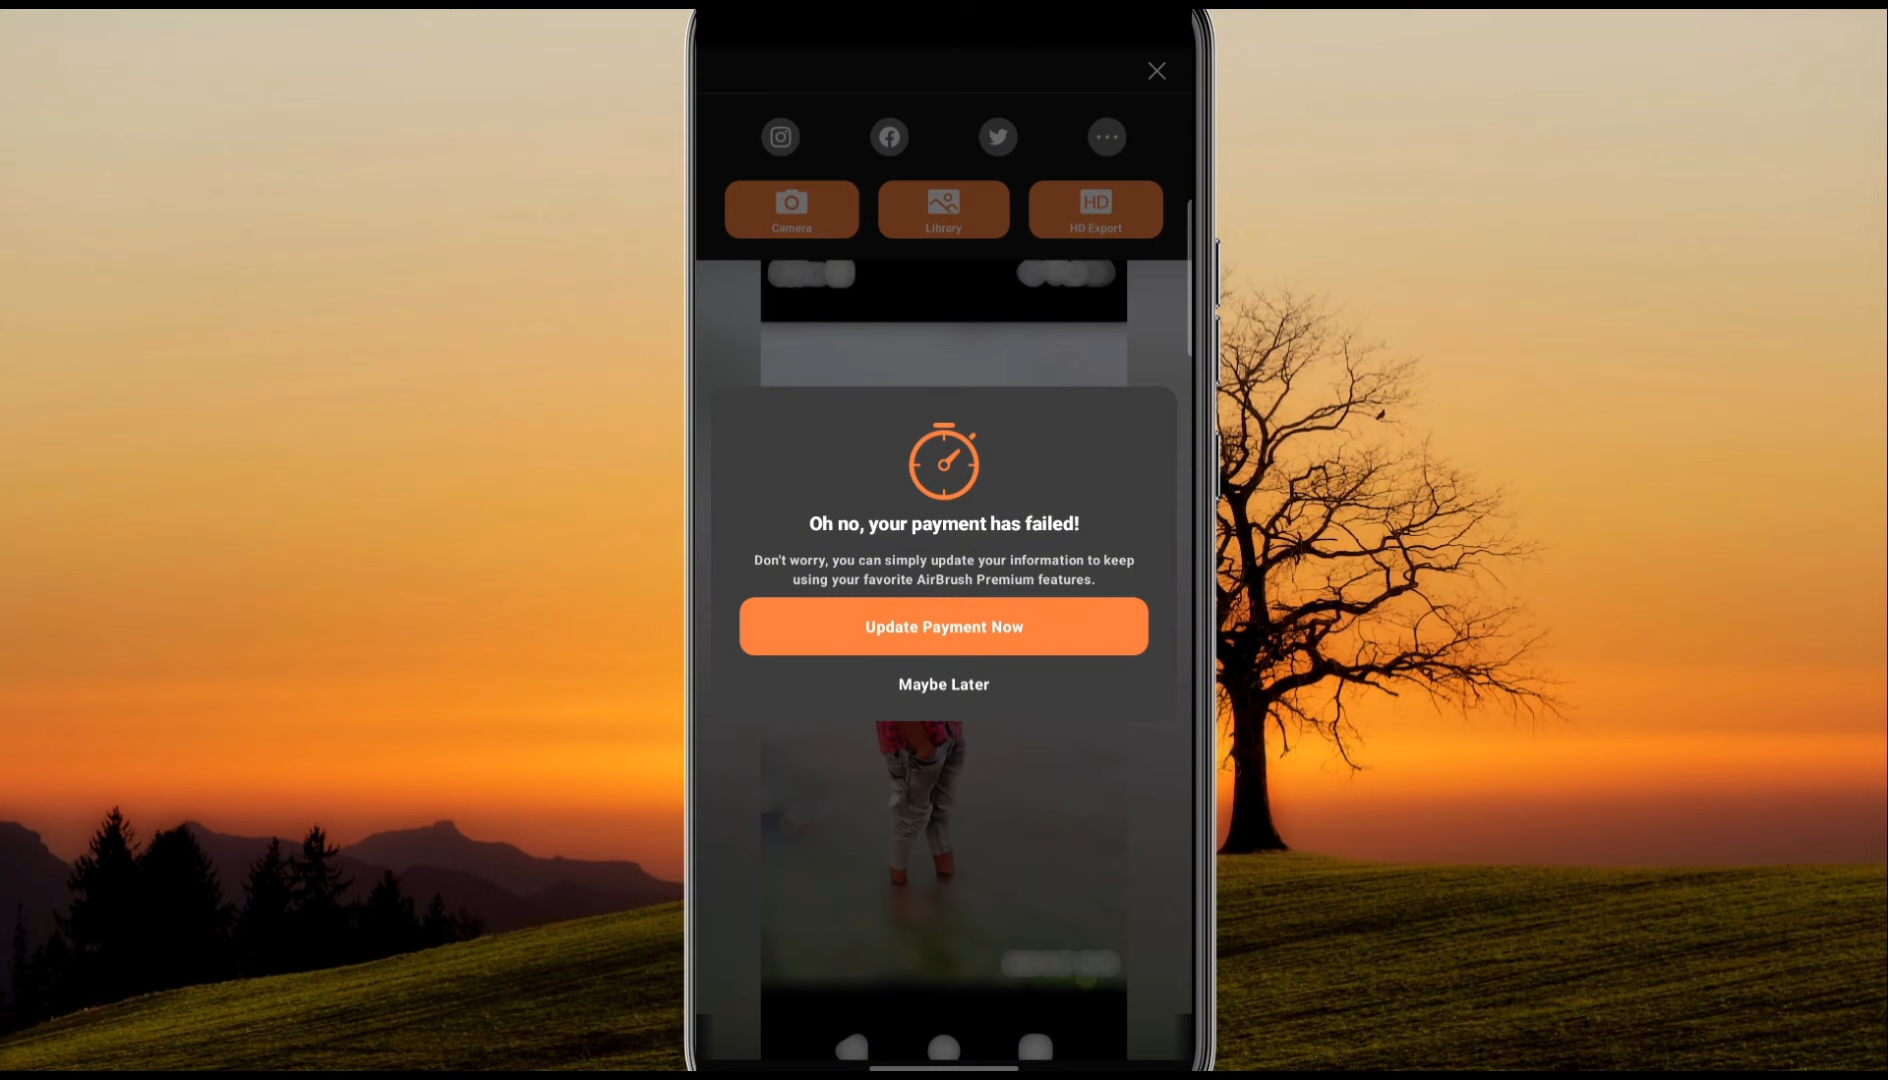 Camera
Library
HD
HD Export
Oh no, your payment has failed!
Don't worry, you can simply update your information to keep
using your favorite AirBrush Premium features.
Update Payment Now
Maybe Later